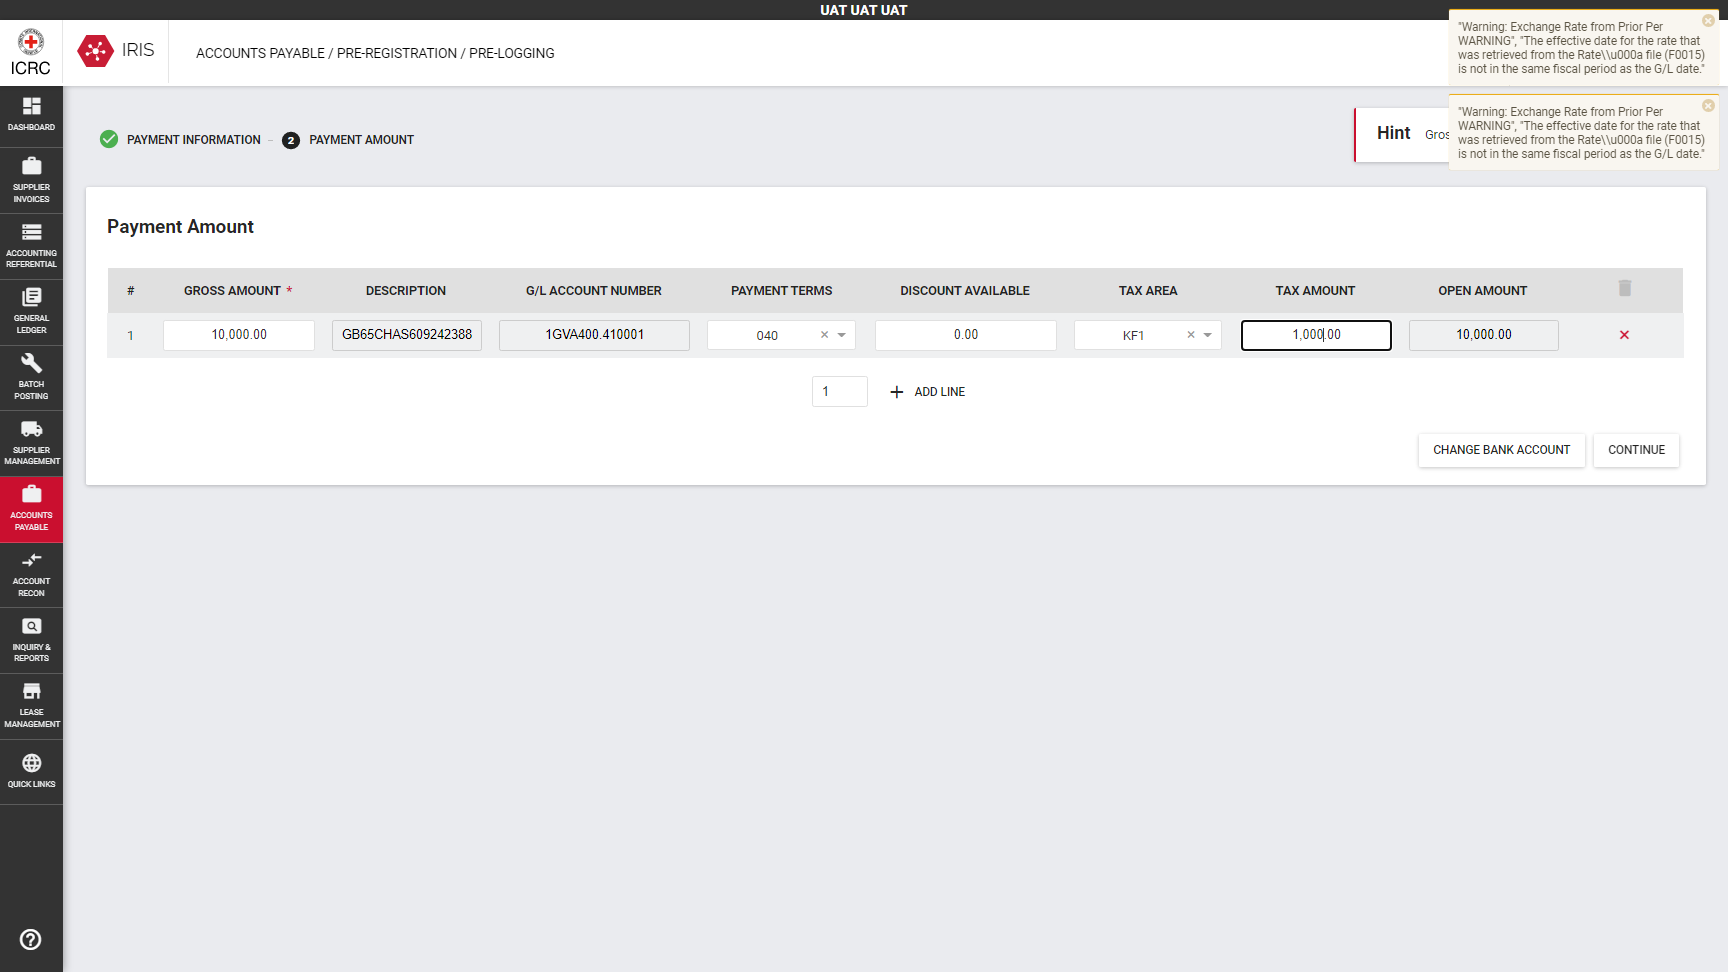 UAT UAT UAT
ICRC
IRIS
ACCOUNTS PAYABLE / PRE-REGISTRATION / PRE-LOGGING
"Warning: Exchange Rate from Prior Per
WARNING", "The effective date for the rate that
was retrieved from the Rate\\u000a file (F0015)
is not in the same fiscal period as the G/L date."
"Warning: Exchange Rate from Prior Per
WARNING", "The effective date for the rate that
was retrieved from the Rate\\u000a file (F0015)
is not in the same fiscal period as the G/L date."
DASHBOARD
SUPPLIER
INVOICES
ACCOUNTING
REFERENTIAL
GENERAL
LEDGER
BATCH
POSTING
SUPPLIER
MANAGEMENT
ACCOUNTS
PAYABLE
ACCOUNT
RECON
INQUIRY &
REPORTS
LEASE
MANAGEMENT
QUICK LINKS
PAYMENT INFORMATION – 2 PAYMENT AMOUNT
Hint Gros
Payment Amount
# GROSS AMOUNT * DESCRIPTION G/L ACCOUNT NUMBER PAYMENT TERMS DISCOUNT AVAILABLE TAX AREA TAX AMOUNT OPEN AMOUNT
1 10,000.00 GB65CHAS609242388 1GVA400.410001 040 × 0.00 KF1 × 1,000.00 10,000.00 ×
1 + ADD LINE
CHANGE BANK ACCOUNT CONTINUE